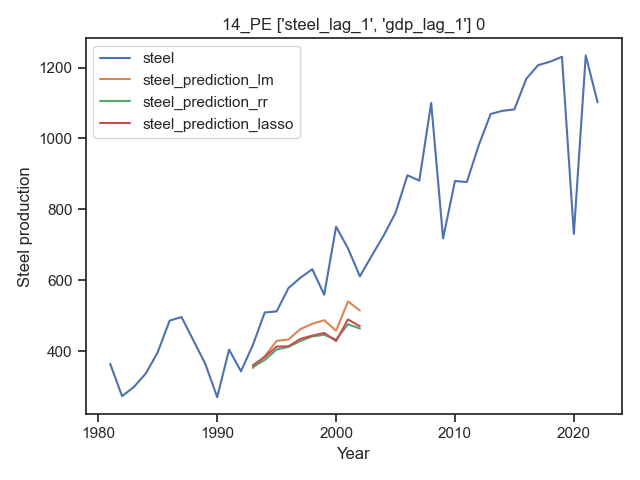 14_PE ['steel_lag_1', 'gdp_lag_1'] 0
steel
steel_prediction_lm
steel_prediction_rr
steel_prediction_lasso
1200
1000
800
600
400
Steel production
1980
1990
2000
2010
2020
Year